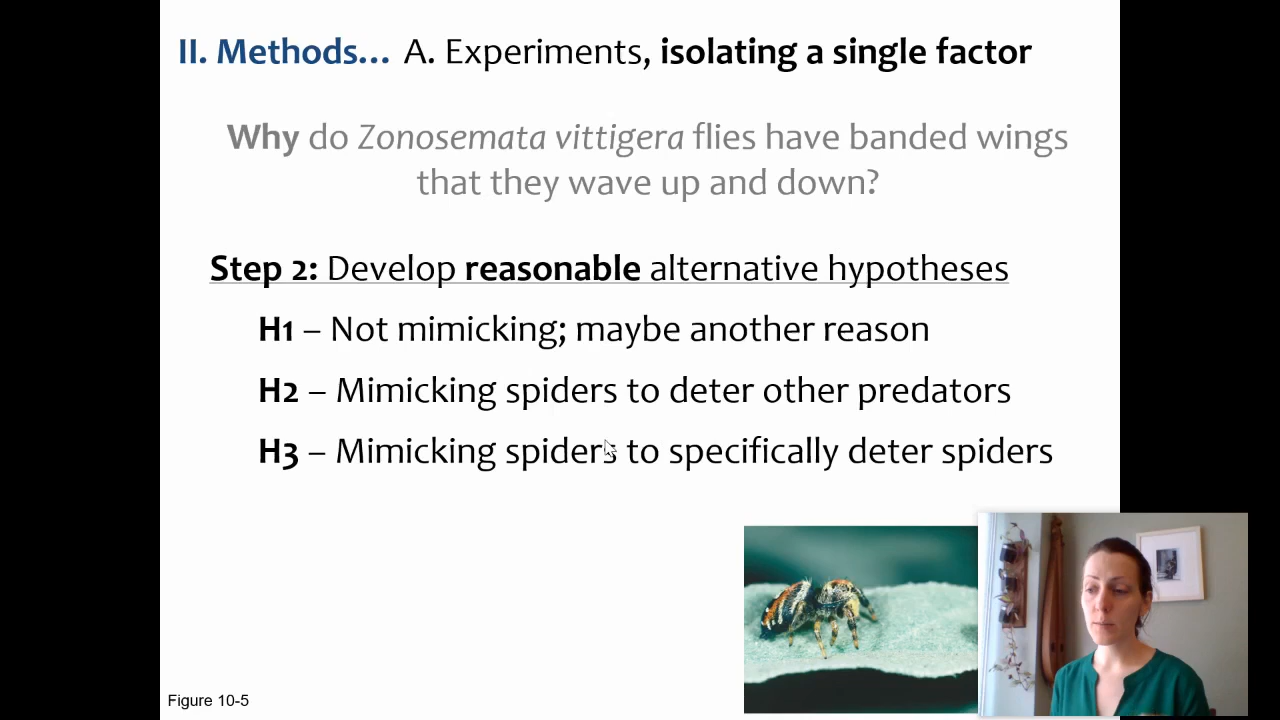 II. Methods… A. Experiments, isolating a single factor
Why do Zonosemata vittigera flies have banded wings
that they wave up and down?
Step 2: Develop reasonable alternative hypotheses
H1 – Not mimicking; maybe another reason
H2 – Mimicking spiders to deter other predators
H3 – Mimicking spiders to specifically deter spiders
Figure 10-5